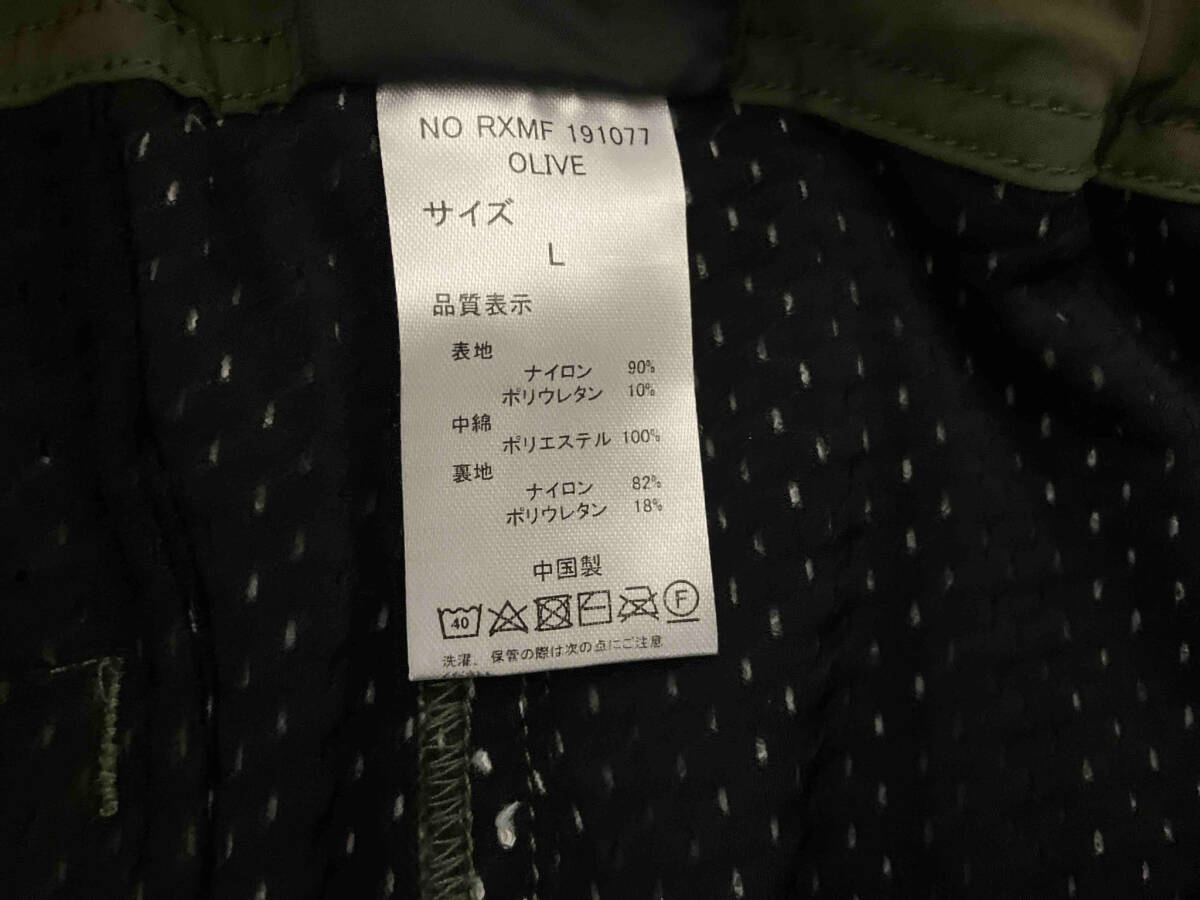 NO RXMF 191077
OLIVE
サイズ
L
品質表示
表地
ナイロン 90%
ポリウレタン 10%
中綿
ポリエステル 100%
裏地
ナイロン 82%
ポリウレタン 18%
中国製
40 F
洗濯、保管の際は次の点にご注意